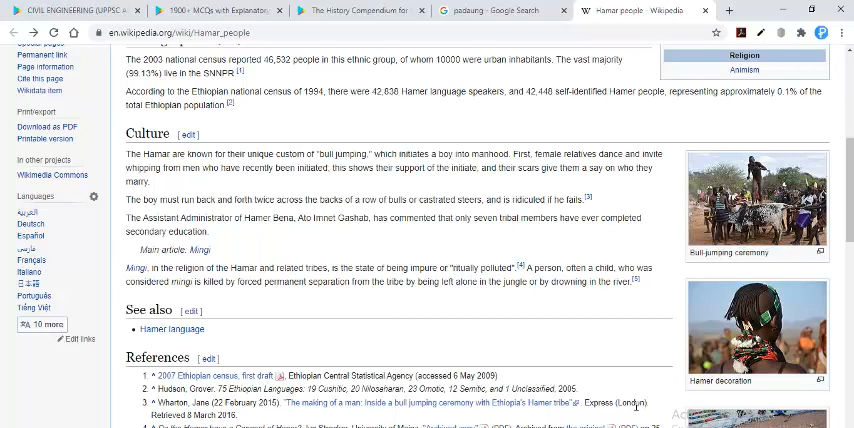 CIVIL ENGINEERING (UPPSC A
1900+ MCQs with Explanatory
The History Compendium for
padaung - Google Search
Hamar people - Wikipedia
en.wikipedia.org/wiki/Hamar_people
Permanent link
Page information
Cite this page
Wikidata item
Print/export
Download as PDF
Printable version
In other projects
Wikimedia Commons
Languages
العربية
Deutsch
Español
فارسی
Français
Italiano
日本語
Português
Tiếng Việt
10 more
Edit links
The 2003 national census reported 46,532 people in this ethnic group, of whom 10000 were urban inhabitants. The vast majority
(99.13%) live in the SNNPR.[1]
According to the Ethiopian national census of 1994, there were 42,838 Hamer language speakers, and 42,448 self-identified Hamer people, representing approximately 0.1% of the
total Ethiopian population.[2]
Culture [ edit ]
The Hamar are known for their unique custom of "bull jumping," which initiates a boy into manhood. First, female relatives dance and invite
whipping from men who have recently been initiated; this shows their support of the initiate, and their scars give them a say on who they
marry.
The boy must run back and forth twice across the backs of a row of bulls or castrated steers, and is ridiculed if he fails.[3]
The Assistant Administrator of Hamer Bena, Ato Imnet Gashab, has commented that only seven tribal members have ever completed
secondary education.
Main article: Mingi
Mingi, in the religion of the Hamar and related tribes, is the state of being impure or "ritually polluted".[4] A person, often a child, who was
considered mingi is killed by forced permanent separation from the tribe by being left alone in the jungle or by drowning in the river.[5]
See also [ edit ]
• Hamer language
References [ edit ]
1. ^ 2007 Ethiopian census, first draft, Ethiopian Central Statistical Agency (accessed 6 May 2009)
2. ^ Hudson, Grover. 75 Ethiopian Languages: 19 Cushitic, 20 Nilosaharan, 23 Omotic, 12 Semitic, and 1 Unclassified, 2005.
3. ^ Wharton, Jane (22 February 2015). "The making of a man: Inside a bull jumping ceremony with Ethiopia's Hamer tribe". Express (London).
Retrieved 8 March 2016.
Religion
Animism
Bull-jumping ceremony
Hamer decoration